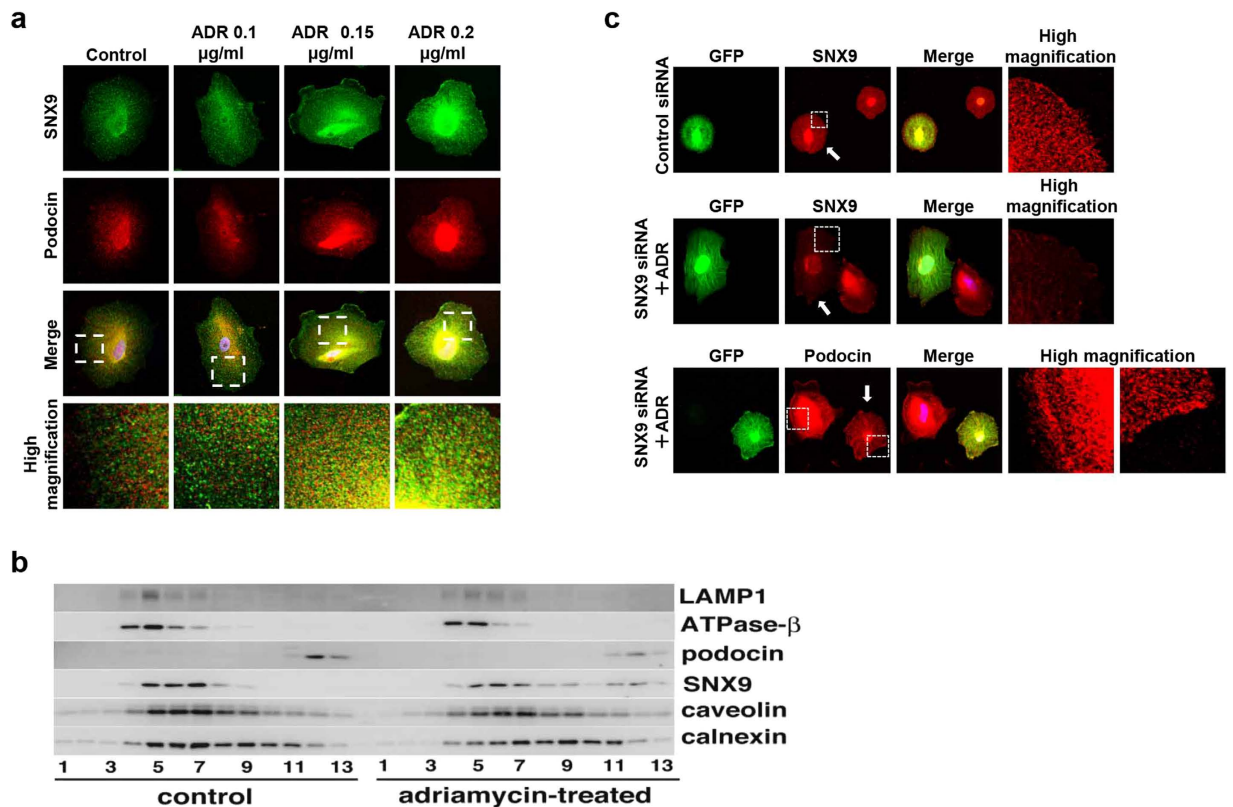 a
Control
ADR 0.1
µg/ml
ADR 0.15
µg/ml
ADR 0.2
µg/ml
SNX9
Podocin
Merge
High
magnification
c
GFP
SNX9
Merge
High
magnification
Control siRNA
GFP
SNX9
Merge
High
magnification
SNX9 siRNA
+ADR
GFP
Podocin
Merge
High magnification
SNX9 siRNA
+ADR
b
LAMP1
ATPase-β
podocin
SNX9
caveolin
calnexin
1 3 5 7 9 11 13 1 3 5 7 9 11 13
control adriamycin-treated